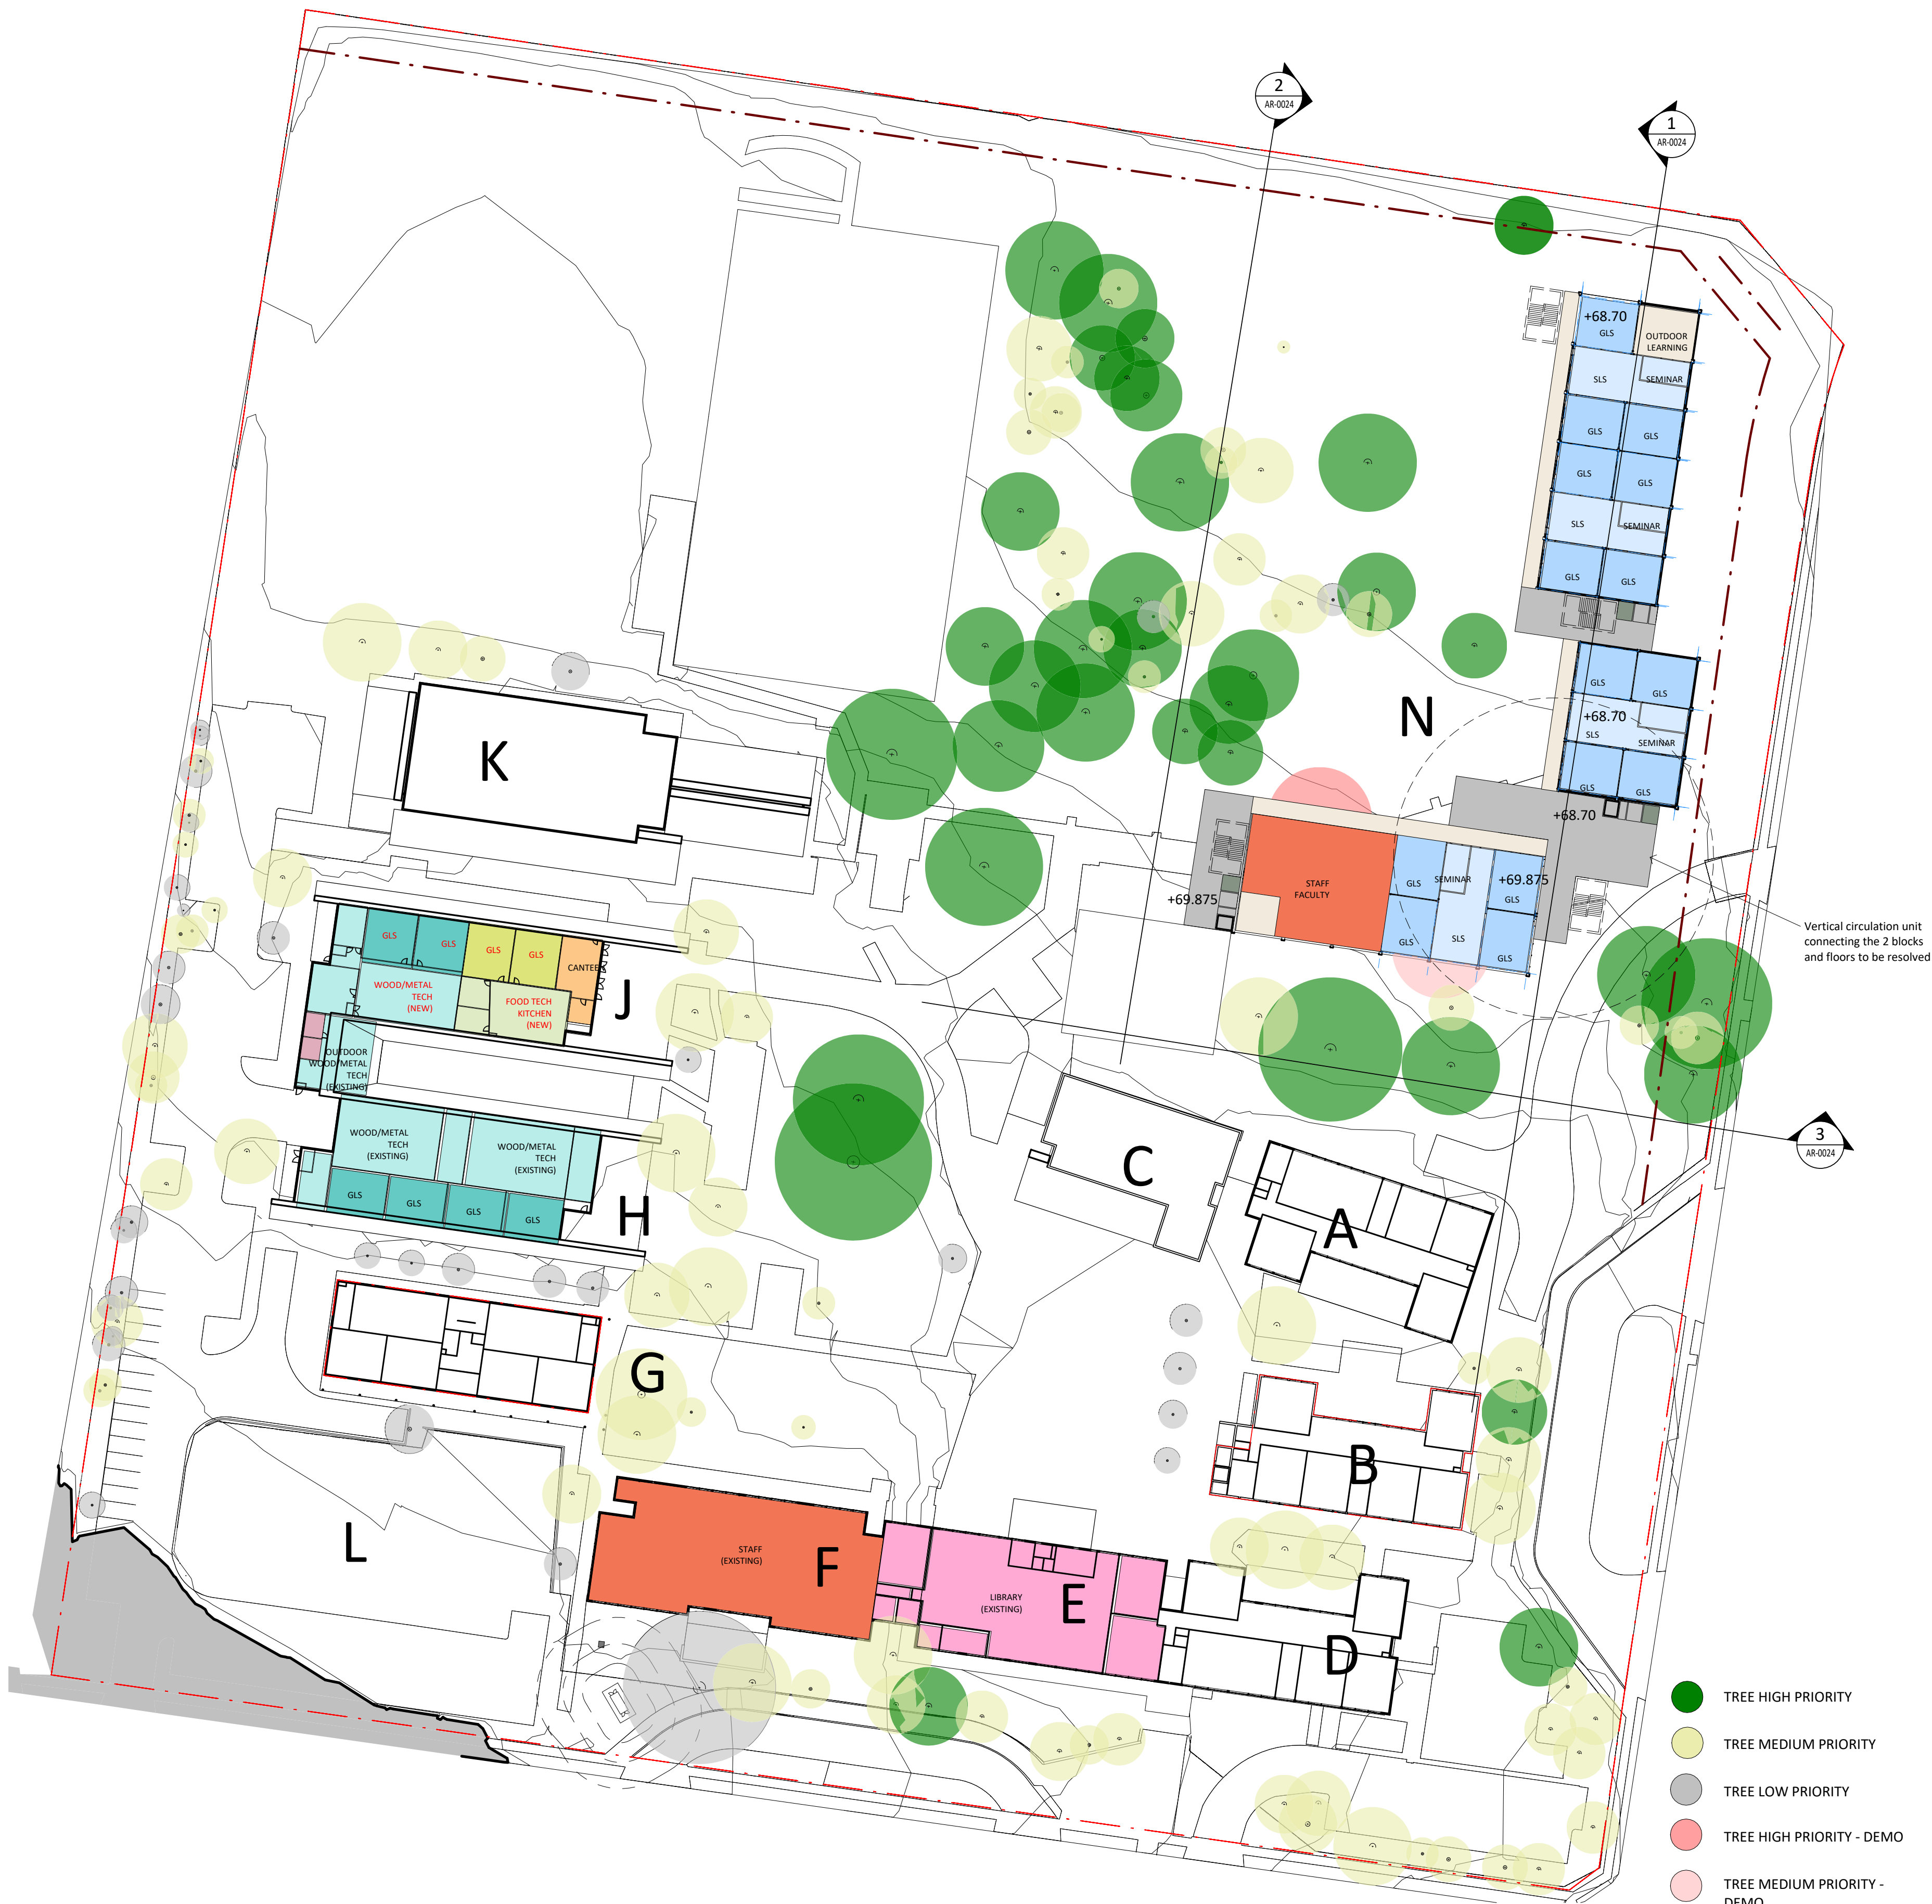 2
AR-0024
1
AR-0024
+68.70
GLS
OUTDOOR
LEARNING
SLS
SEMINAR
GLS
GLS
GLS
GLS
SLS
SEMINAR
GLS
GLS
GLS
GLS
+68.70
SLS
SEMINAR
GLS
GLS
+68.70
N
K
STAFF
FACULTY
GLS
SEMINAR
+69.875
GLS
+69.875
GLS
SLS
GLS
Vertical circulation unit
connecting the 2 blocks
and floors to be resolved
GLS
GLS
GLS
GLS
CANTEEN
WOOD/METAL
TECH
(NEW)
FOOD TECH
KITCHEN
(NEW)
J
OUTDOOR
WOOD/METAL
TECH
(EXISTING)
WOOD/METAL
TECH
(EXISTING)
WOOD/METAL
TECH
(EXISTING)
GLS
GLS
GLS
GLS
H
3
AR-0024
C
A
G
B
L
STAFF
(EXISTING)
F
LIBRARY
(EXISTING)
E
D
TREE HIGH PRIORITY
TREE MEDIUM PRIORITY
TREE LOW PRIORITY
TREE HIGH PRIORITY - DEMO
TREE MEDIUM PRIORITY -
DEMO